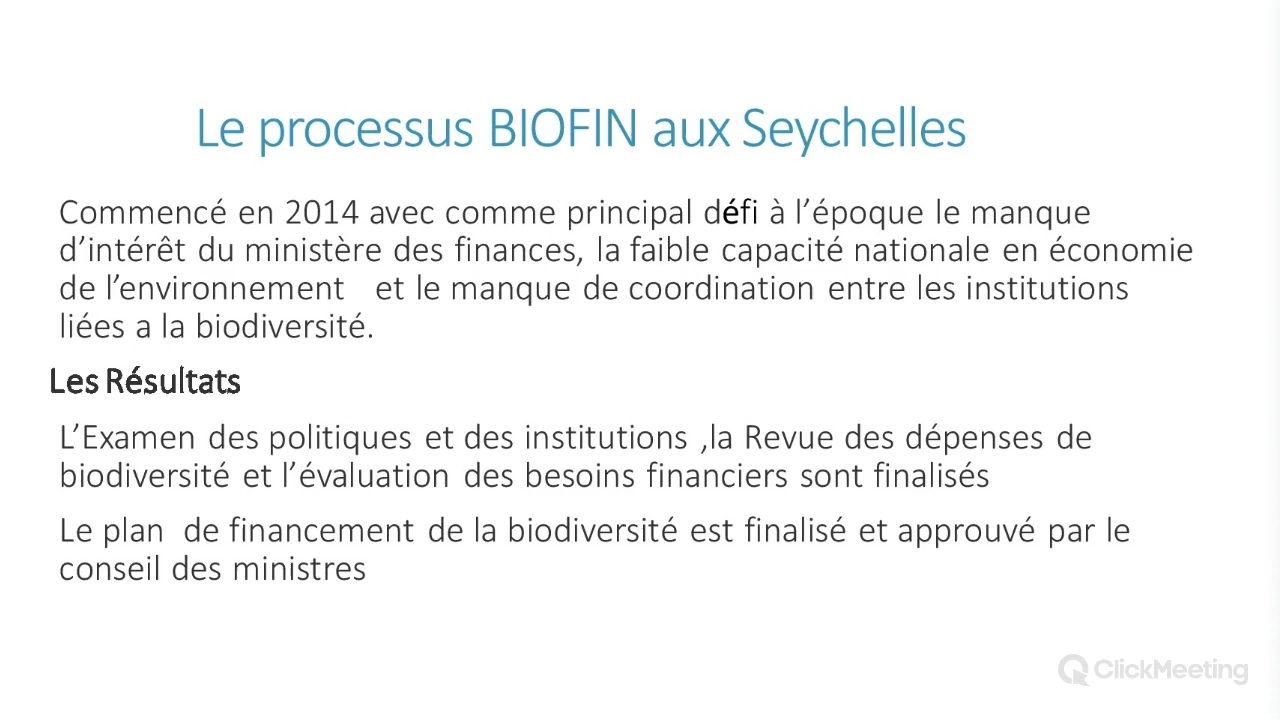 Le processus BIOFIN aux Seychelles
Commencé en 2014 avec comme principal défi à l’époque le manque
d’intérêt du ministère des finances, la faible capacité nationale en économie
de l’environnement et le manque de coordination entre les institutions
liées a la biodiversité.
Les Résultats
L’Examen des politiques et des institutions ,la Revue des dépenses de
biodiversité et l’évaluation des besoins financiers sont finalisés
Le plan de financement de la biodiversité est finalisé et approuvé par le
conseil des ministres
ClickMeeting